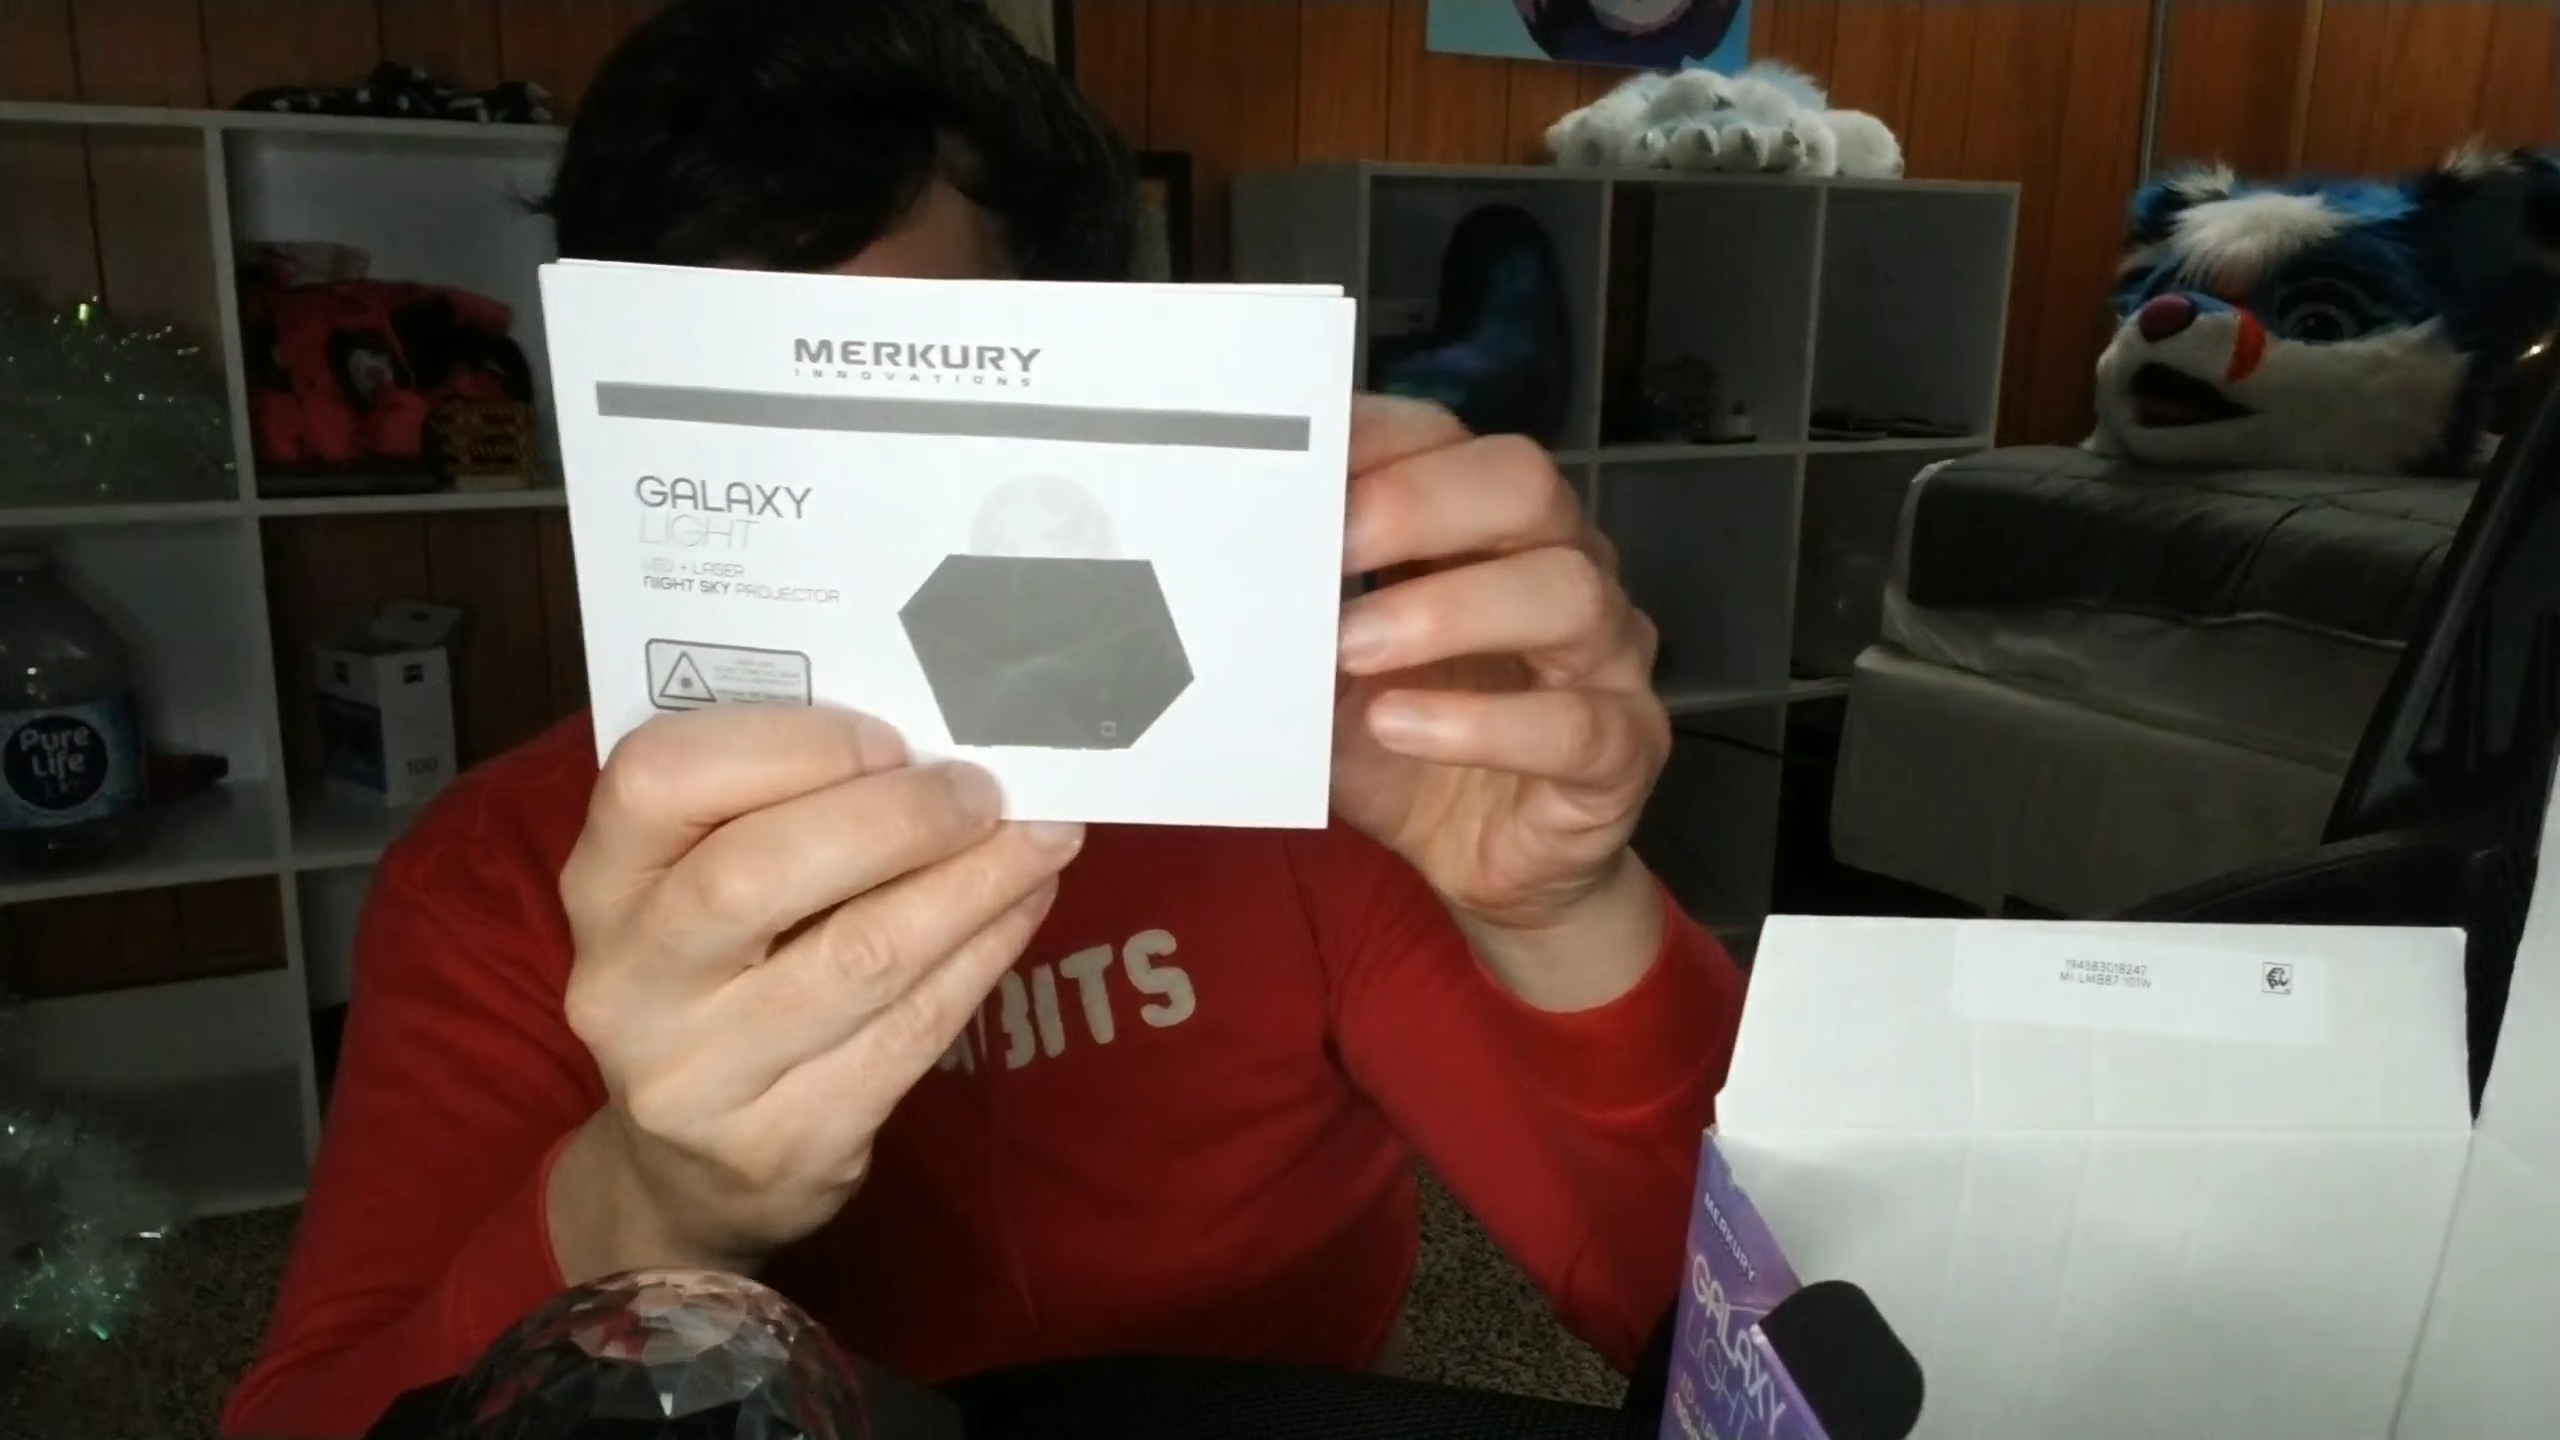 MERKURY
INNOVATIONS
GALAXY
LIGHT
LED + LASER
NIGHT SKY PROJECTOR
Pure
Life
100
BITS
194383018247
MI-LMB87-101W
MERKURY
GALAXY
LIGHT